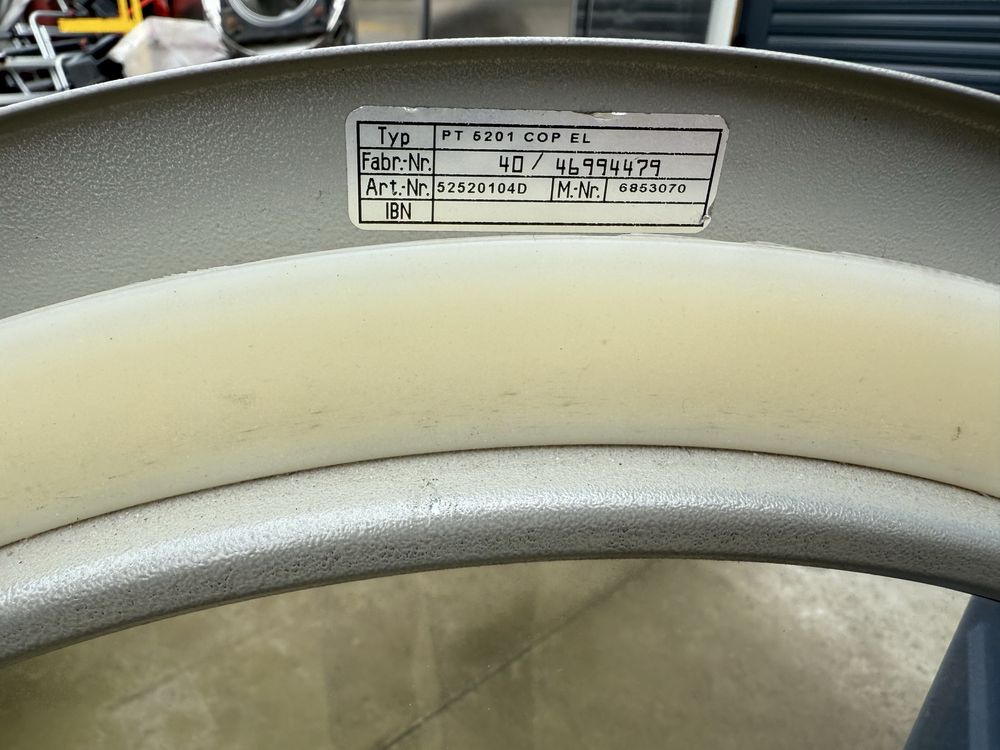 Typ PT 5201 COP EL
Fabr.-Nr. 40 / 46994479
Art.-Nr. 52520104D M.-Nr. 6853070
IBN